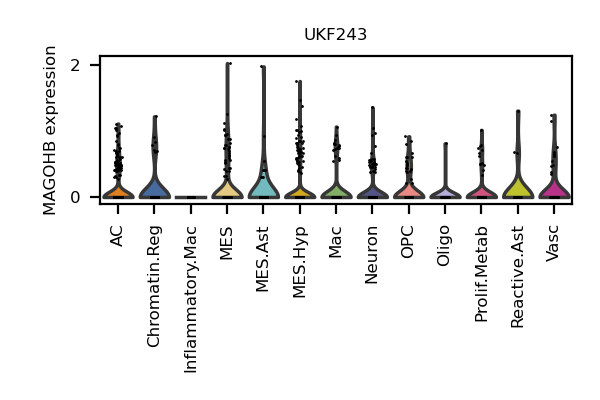 UKF243
MAGOHB expression
2
0
AC
Chromatin.Reg
Inflammatory.Mac
MES
MES.Ast
MES.Hyp
Mac
Neuron
OPC
Oligo
Prolif.Metab
Reactive.Ast
Vasc